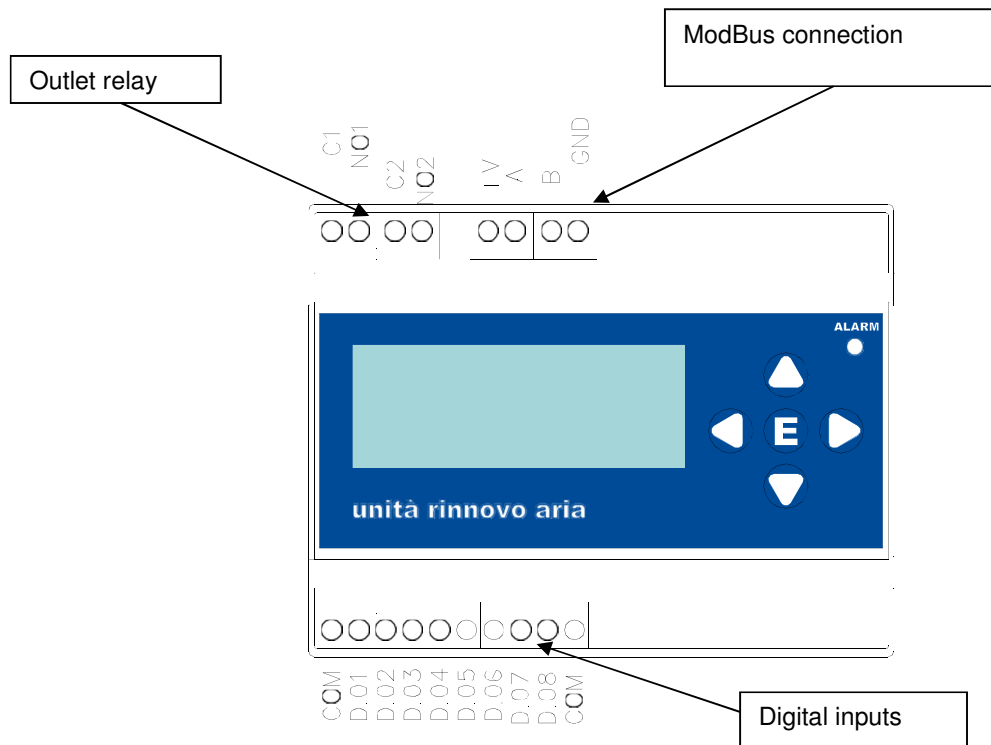 ModBus connection
Outlet relay
C1
NO1
C2
NO2
A
B
GND
ALARM
E
unità rinnovo aria
COM
D.01
D.02
D.03
D.04
D.05
D.06
D.07
D.08
COM
Digital inputs